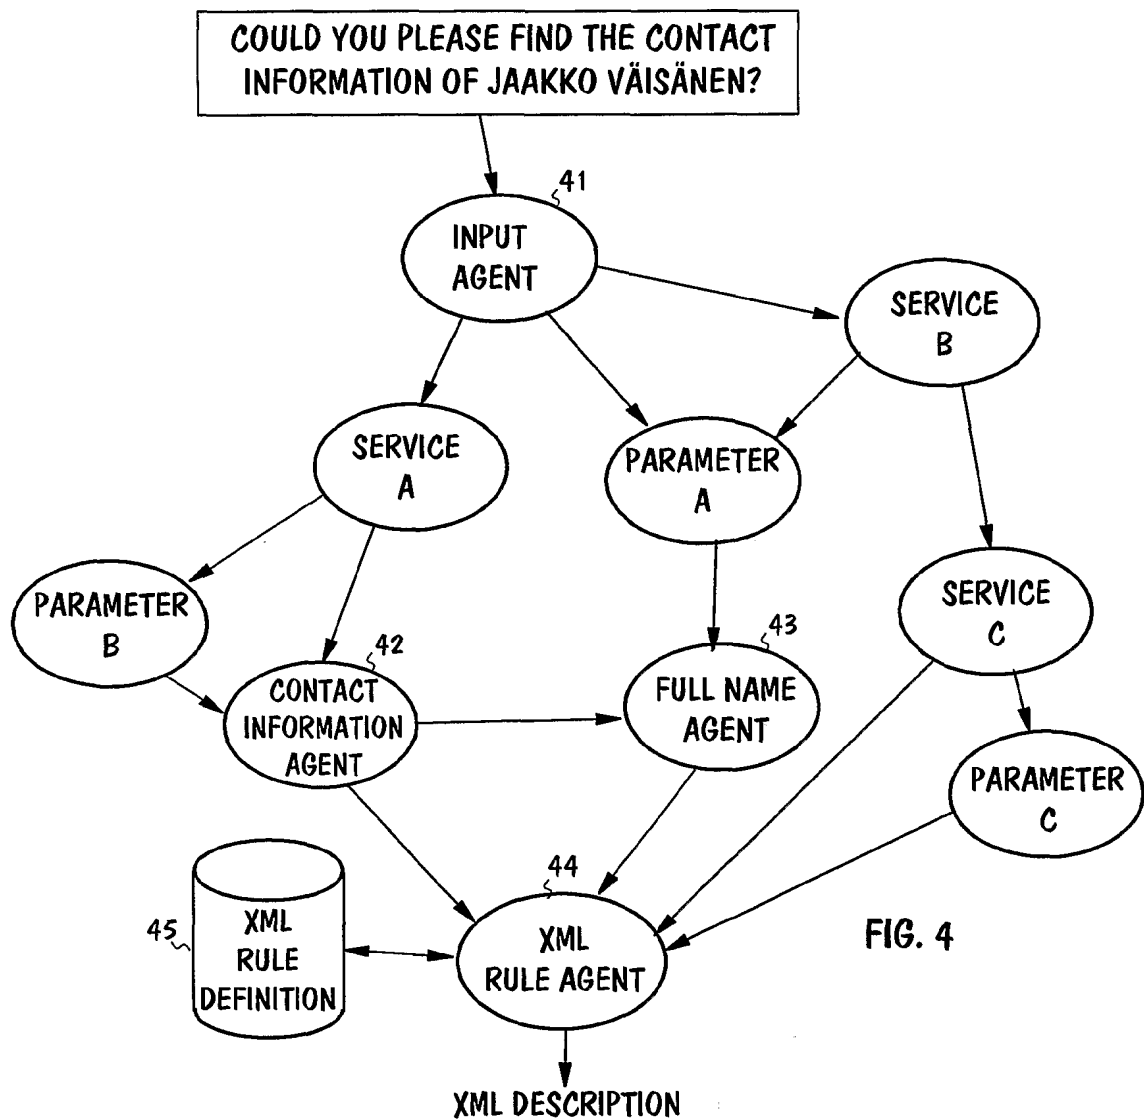 COULD YOU PLEASE FIND THE CONTACT
INFORMATION OF JAAKKO VÄISÄNEN?
41
INPUT
AGENT
SERVICE
B
SERVICE
A
PARAMETER
A
PARAMETER
B
SERVICE
C
42
CONTACT
INFORMATION
AGENT
43
FULL NAME
AGENT
PARAMETER
C
44
XML
RULE AGENT
45
XML
RULE
DEFINITION
FIG. 4
XML DESCRIPTION